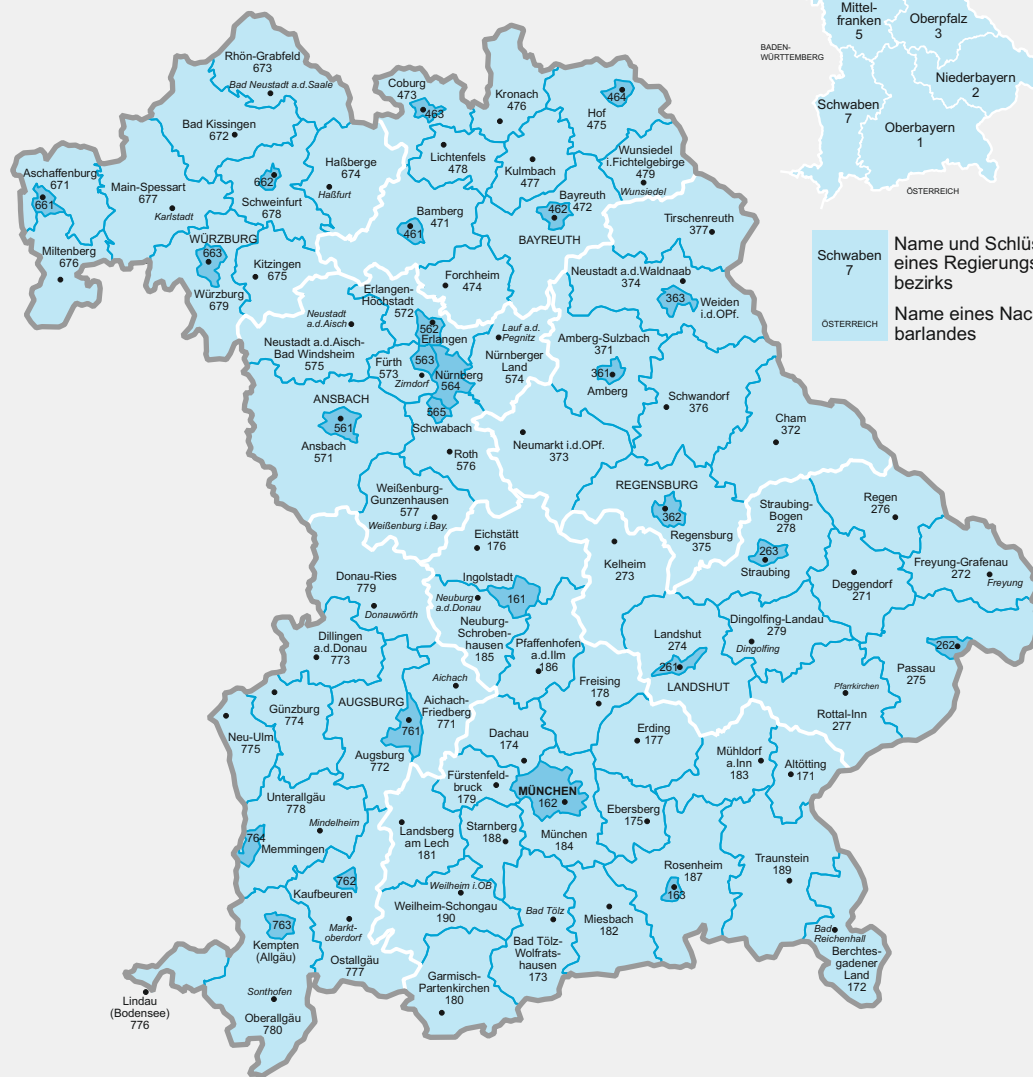 Mittel-
franken
5
Oberpfalz
3
BADEN-
WÜRTTEMBERG
Niederbayern
2
Schwaben
7
Oberbayern
1
ÖSTERREICH
Schwaben
7
Name und Schlüs
eines Regierungs
bezirks
ÖSTERREICH
Name eines Nac
barlandes
Rhön-Grabfeld
673
Bad Neustadt a.d.Saale
Bad Kissingen
672
Coburg
473
463
Kronach
476
464
Hof
475
Aschaffenburg
671
661
Main-Spessart
677
Karlstadt
662
Schweinfurt
678
Haßberge
674
Haßfurt
Lichtenfels
478
Kulmbach
477
Wunsiedel
i.Fichtelgebirge
479
Wunsiedel
Bayreuth
472
462
BAYREUTH
Bamberg
471
461
Miltenberg
676
WÜRZBURG
663
Würzburg
679
Kitzingen
675
Forchheim
474
Tirschenreuth
377
Neustadt a.d.Waldnaab
374
363
Weiden
i.d.OPf.
Erlangen-
Höchstadt
572
562
Erlangen
Neustadt
a.d.Aisch
Neustadt a.d.Aisch-
Bad Windsheim
575
Lauf a.d.
Pegnitz
Nürnberger
Land
574
Fürth
573
563
Zirndorf
Nürnberg
564
565
Schwabach
Amberg-Sulzbach
371
361
Amberg
Schwandorf
376
Cham
372
ANSBACH
561
Ansbach
571
Roth
576
Neumarkt i.d.OPf.
373
Weißenburg-
Gunzenhausen
577
Weißenburg i.Bay.
REGENSBURG
362
Regensburg
375
Straubing-
Bogen
278
263
Straubing
Regen
276
Eichstätt
176
Kelheim
273
Deggendorf
271
Freyung-Grafenau
272
Freyung
Donau-Ries
779
Donauwörth
Ingolstadt
161
Neuburg
a.d.Donau
Neuburg-
Schroben-
hausen
185
Pfaffenhofen
a.d.Ilm
186
Landshut
274
261
LANDSHUT
Dingolfing-Landau
279
Dingolfing
262
Passau
275
Dillingen
a.d.Donau
773
Freising
178
Pfarrkirchen
Rottal-Inn
277
Günzburg
774
AUGSBURG
761
Augsburg
772
Aichach
Aichach-
Friedberg
771
Neu-Ulm
775
Dachau
174
Erding
177
Mühldorf
a.Inn
183
Altötting
171
Fürstenfeld-
bruck
179
MÜNCHEN
162
München
184
Ebersberg
175
Unterallgäu
778
Mindelheim
764
Memmingen
Landsberg
am Lech
181
Starnberg
188
Rosenheim
187
163
Traunstein
189
762
Kaufbeuren
Weilheim i.OB
Weilheim-Schongau
190
Miesbach
182
763
Kempten
(Allgäu)
Markt-
oberdorf
Ostallgäu
777
Bad Tölz
Bad Tölz-
Wolfrats-
hausen
173
Bad
Reichenhall
Berchtes-
gadener
Land
172
Garmisch-
Partenkirchen
180
Lindau
(Bodensee)
776
Sonthofen
Oberallgäu
780